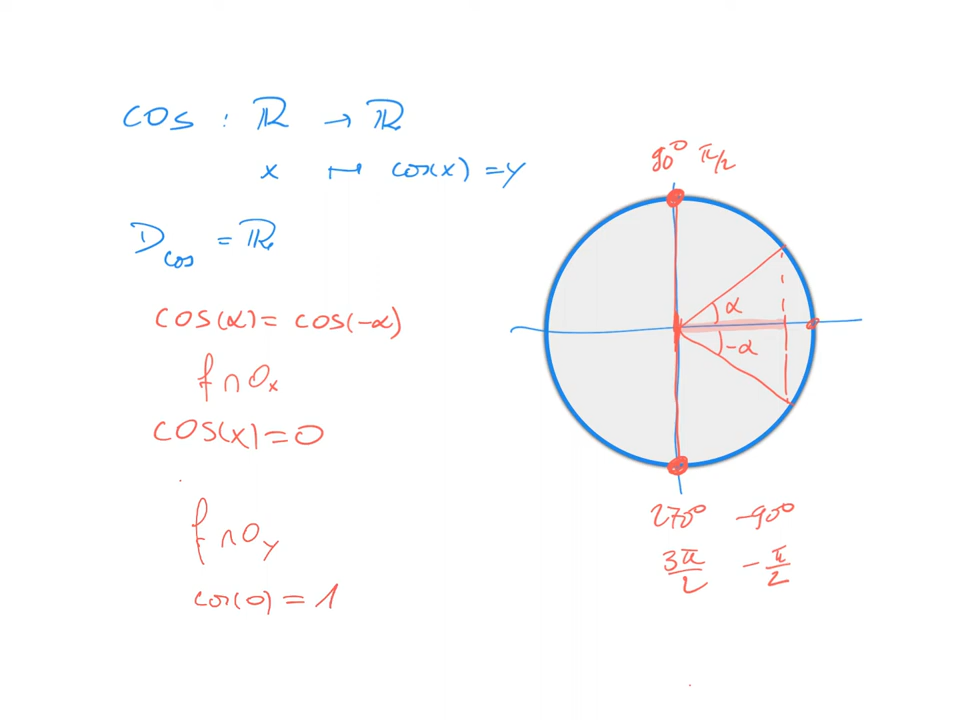 cos : ℝ → ℝ
x ↦ cos(x) = y
D_cos = ℝ
cos(α) = cos(-α)
f ∩ O_x
cos(x) = 0
f ∩ O_y
cos(0) = 1
90° π/2
α
-α
270° -90°
3π/2 -π/2